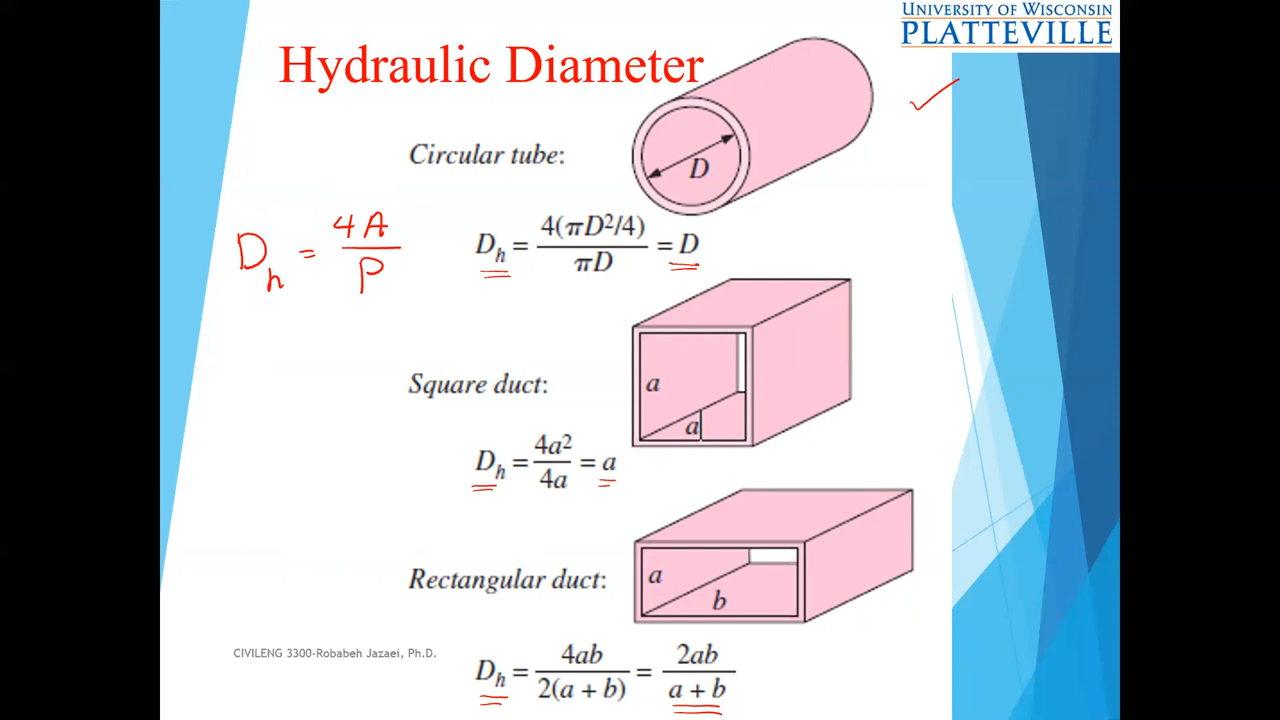 UNIVERSITY OF WISCONSIN
PLATTEVILLE
Hydraulic Diameter
Circular tube:
D
D_h = 4A/P
D_h = 4(πD²/4)/πD = D
Square duct:
a
a
D_h = 4a²/4a = a
Rectangular duct:
a
b
CIVILENG 3300-Robabeh Jazaei, Ph.D.
D_h = 4ab/2(a + b) = 2ab/a + b